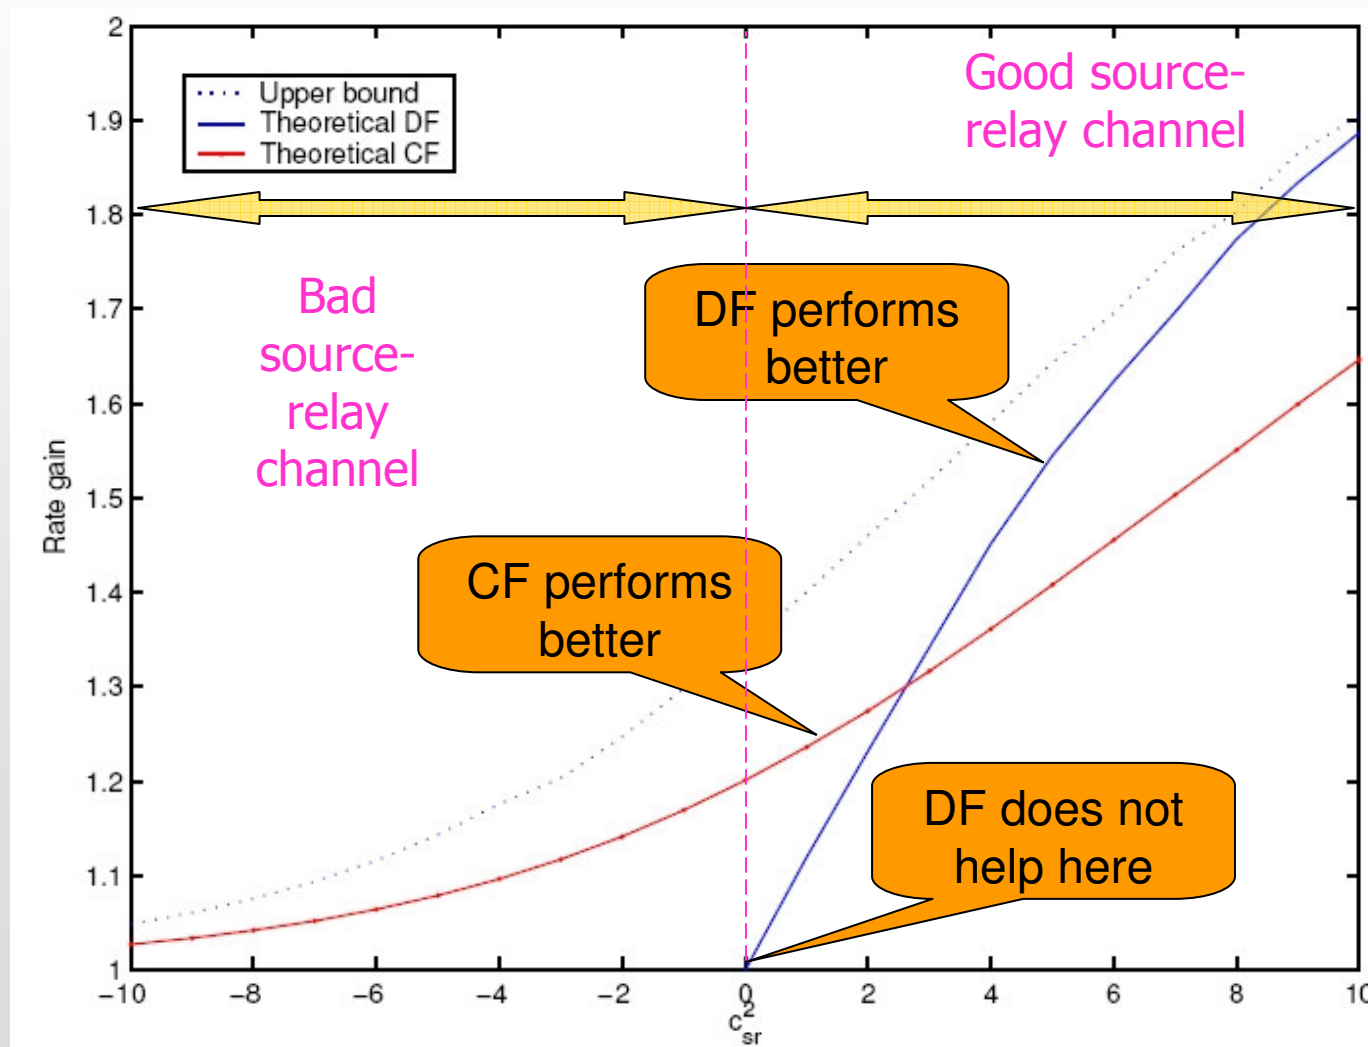 2
1.9
1.8
1.7
1.6
1.5
1.4
1.3
1.2
1.1
1
Rate gain
Upper bound
Theoretical DF
Theoretical CF
Good source-
relay channel
Bad
source-
relay
channel
DF performs
better
CF performs
better
DF does not
help here
−10 −8 −6 −4 −2 0 2 4 6 8 10
c²sr